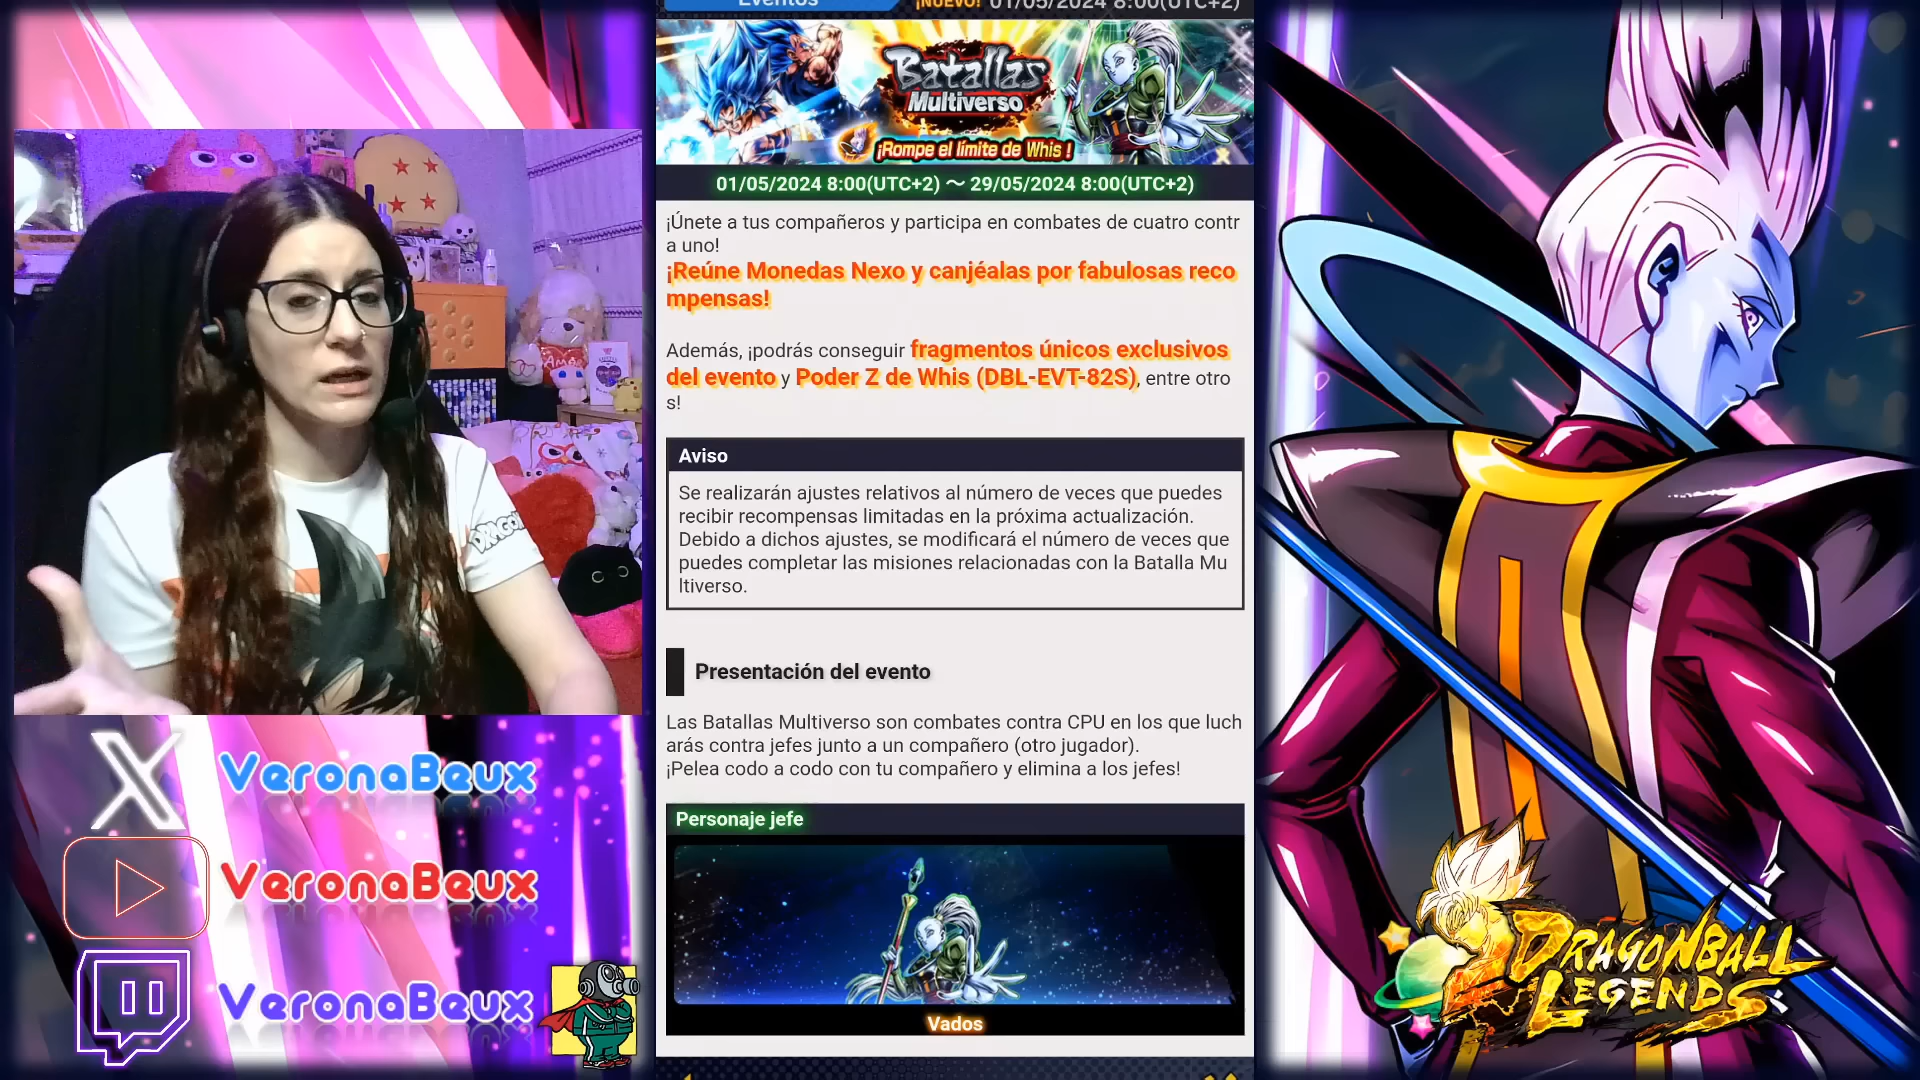 Eventos
¡NUEVO! 01/05/2024 8:00(UTC+2)
Batallas
Multiverso
¡Rompe el límite de Whis !
01/05/2024 8:00(UTC+2) ～ 29/05/2024 8:00(UTC+2)
¡Únete a tus compañeros y participa en combates de cuatro contr
a uno!
¡Reúne Monedas Nexo y canjéalas por fabulosas reco
mpensas!
Además, ¡podrás conseguir fragmentos únicos exclusivos
del evento y Poder Z de Whis (DBL-EVT-82S), entre otro
s!
Aviso
Se realizarán ajustes relativos al número de veces que puedes
recibir recompensas limitadas en la próxima actualización.
Debido a dichos ajustes, se modificará el número de veces que
puedes completar las misiones relacionadas con la Batalla Mu
ltiverso.
Presentación del evento
Las Batallas Multiverso son combates contra CPU en los que luch
arás contra jefes junto a un compañero (otro jugador).
¡Pelea codo a codo con tu compañero y elimina a los jefes!
Personaje jefe
Vados
DRAGON
VeronaBeux
VeronaBeux
VeronaBeux
DRAGONBALL
LEGENDS